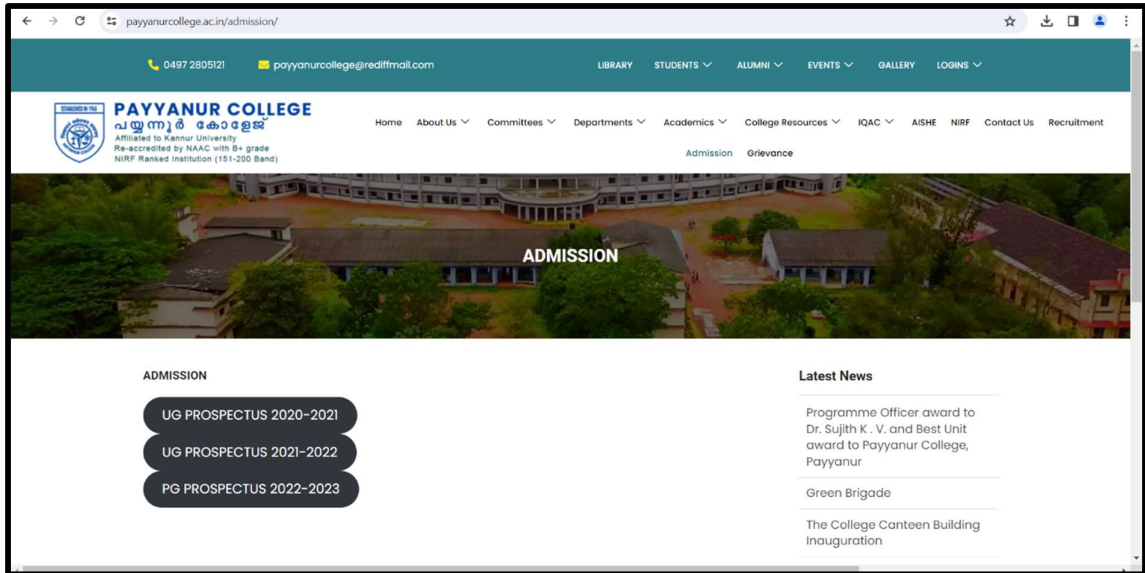 payyanurcollege.ac.in/admission/
0497 2805121 payyanurcollege@rediffmail.com LIBRARY STUDENTS ALUMNI EVENTS GALLERY LOGINS
PAYYANUR COLLEGE
പയ്യന്നൂർ കോളേജ്
Affiliated to Kannur University
Re-accredited by NAAC with B+ grade
NIRF Ranked Institution (151-200 Band)
Home About Us Committees Departments Academics College Resources IQAC AISHE NIRF Contact Us Recruitment
Admission Grievance
ADMISSION
ADMISSION
UG PROSPECTUS 2020-2021
UG PROSPECTUS 2021-2022
PG PROSPECTUS 2022-2023
Latest News
Programme Officer award to
Dr. Sujith K . V. and Best Unit
award to Payyanur College,
Payyanur
Green Brigade
The College Canteen Building
Inauguration